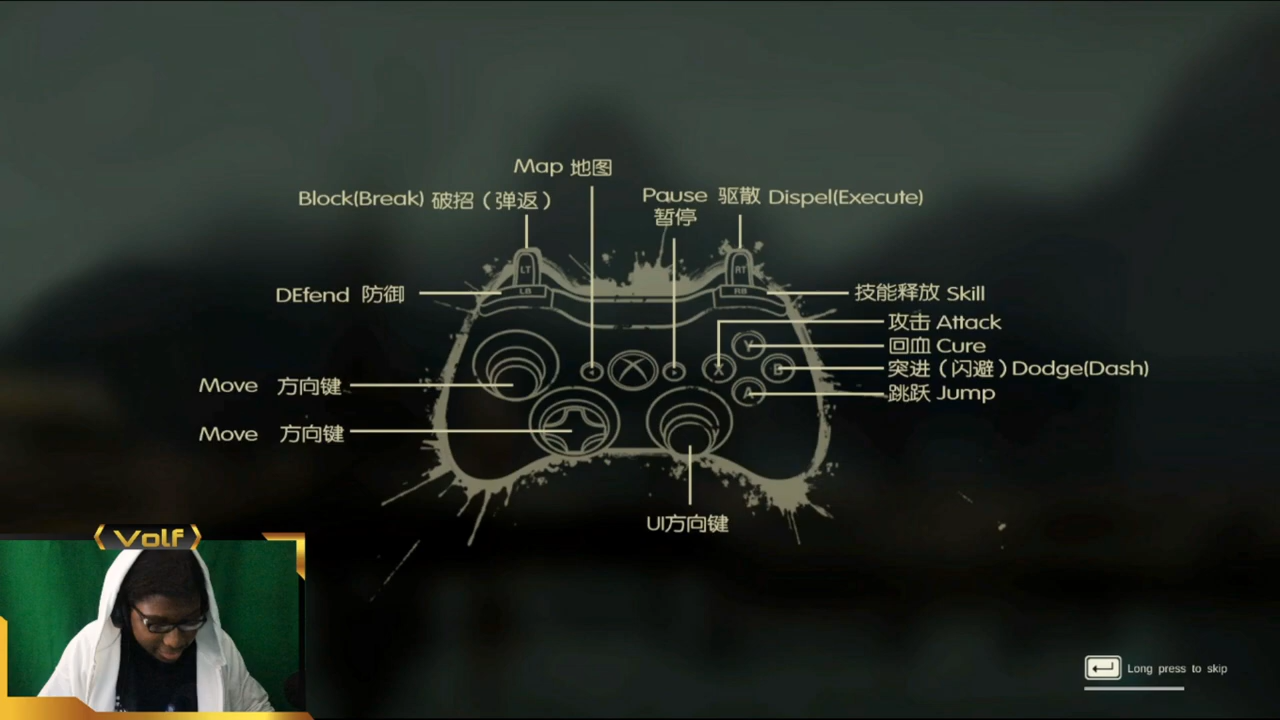 Map 地图
Block(Break) 破招（弹返）
Pause 驱散 Dispel(Execute)
暂停
LT
RT
DEfend 防御
LB
RB
技能释放 Skill
攻击 Attack
Y
回血 Cure
X
B
突进（闪避）Dodge(Dash)
Move 方向键
A
跳跃 Jump
Move 方向键
UI方向键
Volf
Long press to skip